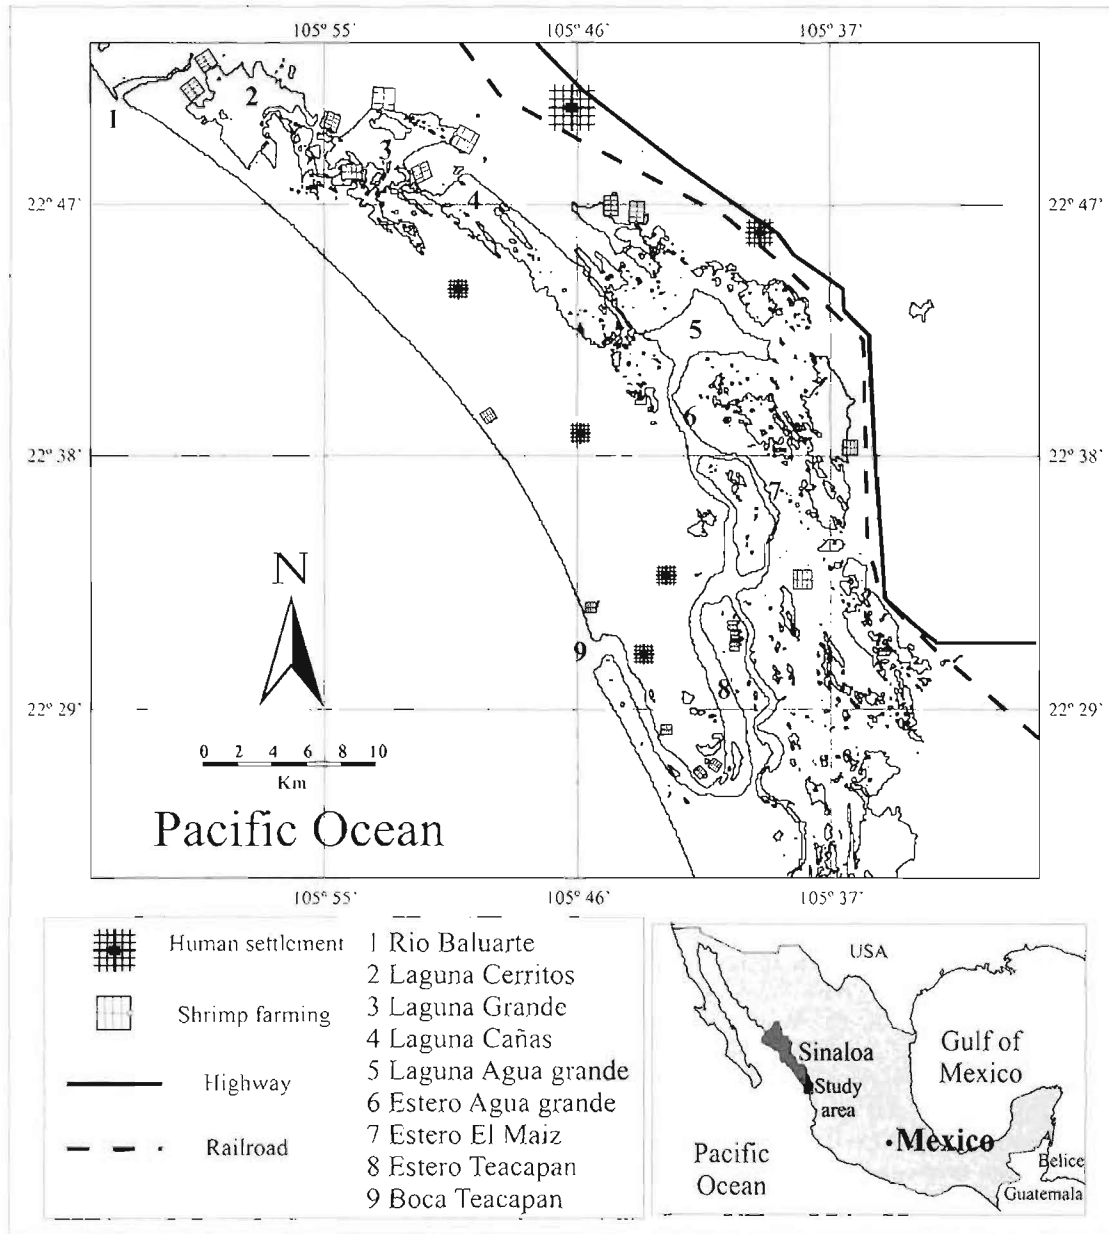 105° 55'
105° 46'
105° 37'
1
2
3
4
22° 47'
22° 47'
5
6
22° 38'
22° 38'
7
N
9
8
22° 29'
22° 29'
0 2 4 6 8 10
Km
Pacific Ocean
105° 55'
105° 46'
105° 37'
Human settlement
Shrimp farming
Highway
Railroad
1 Rio Baluarte
2 Laguna Cerritos
3 Laguna Grande
4 Laguna Cañas
5 Laguna Agua grande
6 Estero Agua grande
7 Estero El Maiz
8 Estero Teacapan
9 Boca Teacapan
USA
Sinaloa
Gulf of
Mexico
Study
area
Mexico
Pacific
Ocean
Belice
Guatemala